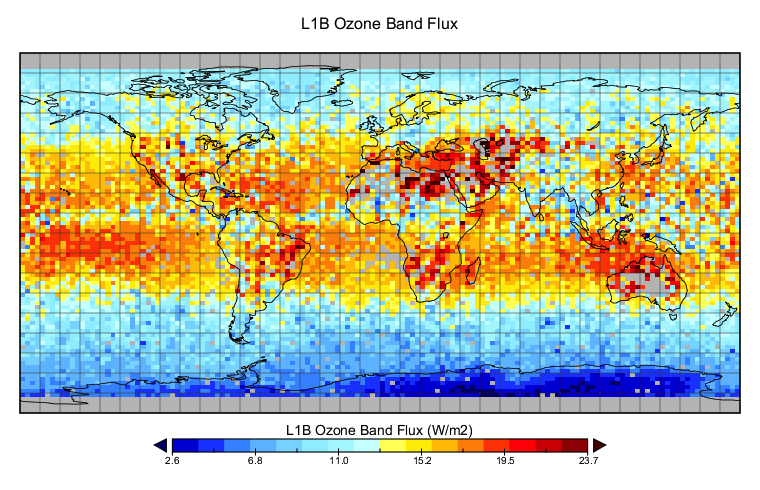 L1B Ozone Band Flux
L1B Ozone Band Flux (W/m2)
2.6 6.8 11.0 15.2 19.5 23.7